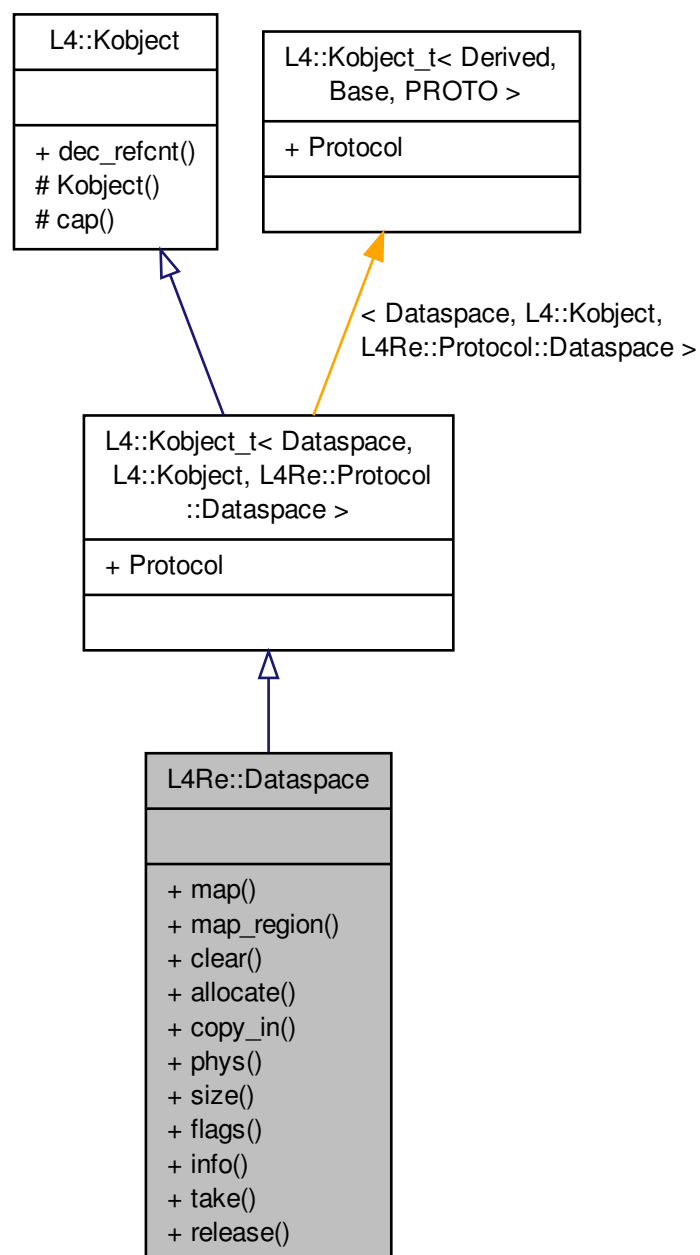 L4::Kobject
+ dec_refcnt()
# Kobject()
# cap()
L4::Kobject_t< Derived,
Base, PROTO >
+ Protocol
< Dataspace, L4::Kobject,
L4Re::Protocol::Dataspace >
L4::Kobject_t< Dataspace,
L4::Kobject, L4Re::Protocol
::Dataspace >
+ Protocol
L4Re::Dataspace
+ map()
+ map_region()
+ clear()
+ allocate()
+ copy_in()
+ phys()
+ size()
+ flags()
+ info()
+ take()
+ release()